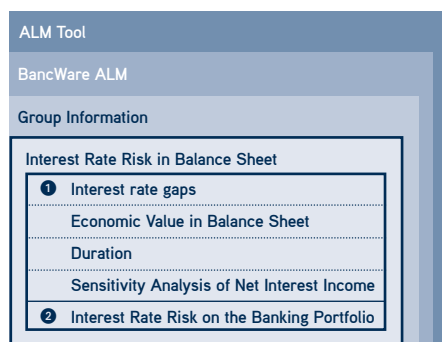 ALM Tool
BancWare ALM
Group Information
Interest Rate Risk in Balance Sheet
❶ Interest rate gaps
Economic Value in Balance Sheet
Duration
Sensitivity Analysis of Net Interest Income
❷ Interest Rate Risk on the Banking Portfolio